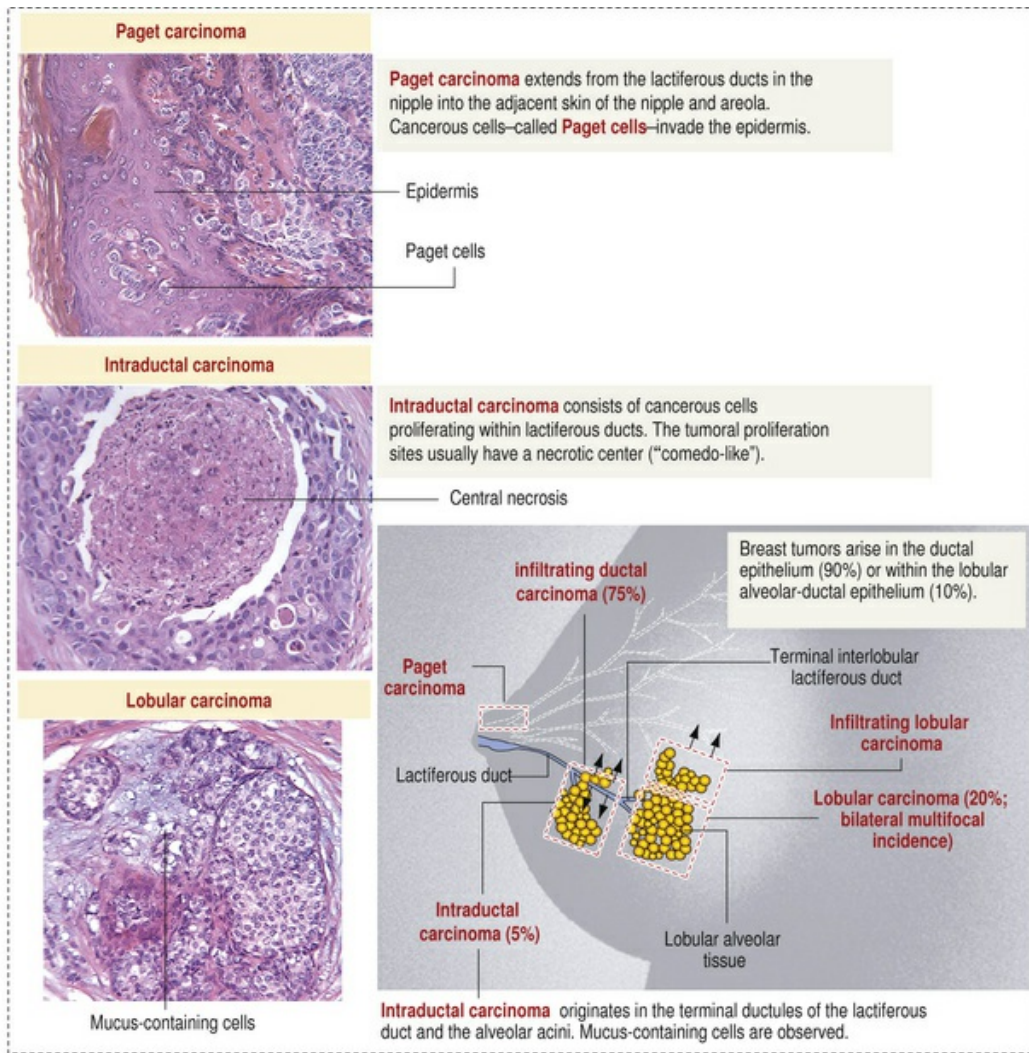 Paget carcinoma
Paget carcinoma extends from the lactiferous ducts in the
nipple into the adjacent skin of the nipple and areola.
Cancerous cells–called Paget cells–invade the epidermis.
Epidermis
Paget cells
Intraductal carcinoma
Intraductal carcinoma consists of cancerous cells
proliferating within lactiferous ducts. The tumoral proliferation
sites usually have a necrotic center (“comedo-like”).
Central necrosis
Breast tumors arise in the ductal
epithelium (90%) or within the lobular
alveolar-ductal epithelium (10%).
infiltrating ductal
carcinoma (75%)
Paget
carcinoma
Terminal interlobular
lactíferous duct
Lobular carcinoma
Infiltrating lobular
carcinoma
Lactíferous duct
Lobular carcinoma (20%;
bilateral multifocal
incidence)
Intraductal
carcinoma (5%)
Lobular alveolar
tissue
Mucus-containing cells
Intraductal carcinoma originates in the terminal ductules of the lactiferous
duct and the alveolar acini. Mucus-containing cells are observed.